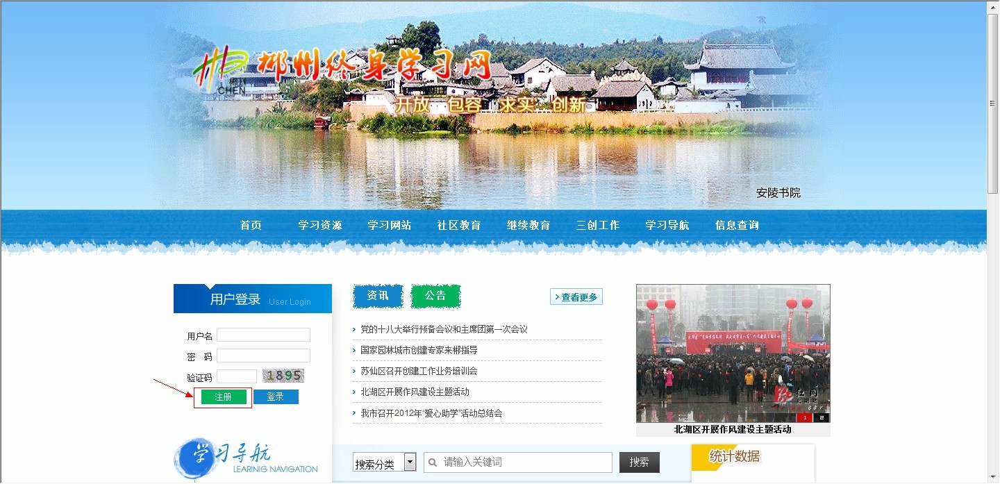 郴州终身学习网
郴州
CHEN
开放 包容 求实 创新
安陵书院
首页 学习资源 学习网站 社区教育 继续教育 三创工作 学习导航 信息查询
用户登录 User Login
用户名
密 码
验证码 1895
注册 登录
学习导航
LEARING NAVIGATION
资讯 公告 查看更多
党的十八大举行预备会议和主席团第一次会议
国家园林城市创建专家来郴指导
苏仙区召开创建工作业务培训会
北湖区开展作风建设主题活动
我市召开2012年“爱心助学”活动总结会
红网
1 2
北湖区开展作风建设主题活动
搜索分类 请输入关键词 搜索
统计数据